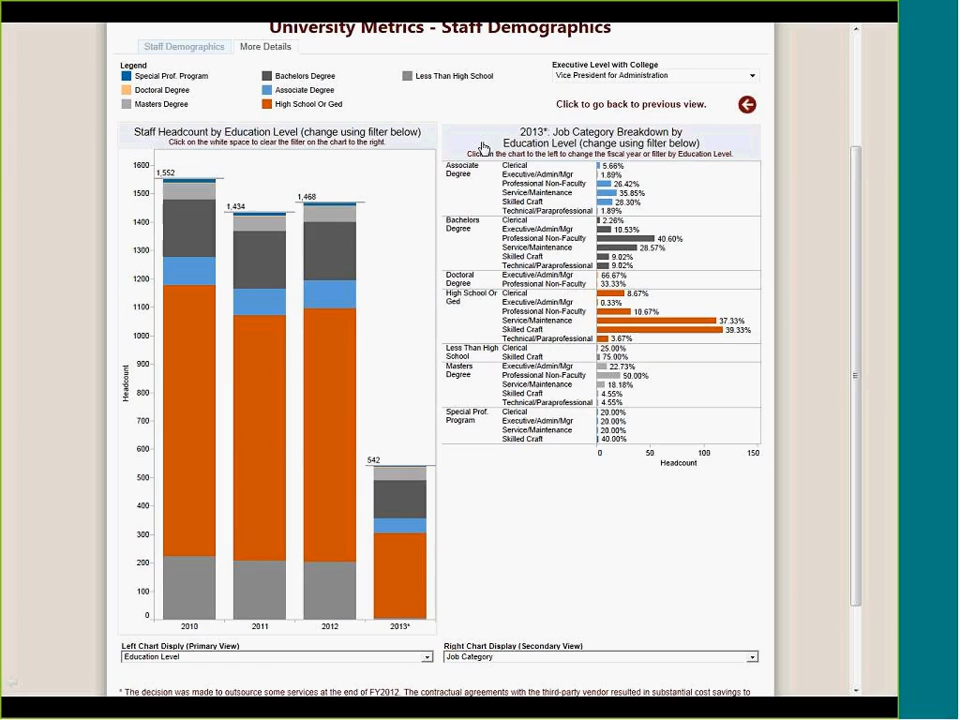 University Metrics - Staff Demographics
Staff Demographics More Details
Legend
Special Prof. Program Bachelors Degree Less Than High School
Doctoral Degree Associate Degree
Masters Degree High School Or Ged
Executive Level with College
Vice President for Administration
Click to go back to previous view.
Staff Headcount by Education Level (change using filter below)
Click on the white space to clear the filter on the chart to the right.
1600
1500
1400
1300
1200
1100
1000
900
800
700
600
500
400
300
200
100
0
Headcount
1,552
1,434
1,468
542
2010 2011 2012 2013*
2013*: Job Category Breakdown by
Education Level (change using filter below)
on the chart to the left to change the fiscal year or filter by Education Level.
Associate Degree
Clerical 5.66%
Executive/Admin/Mgr 1.89%
Professional Non-Faculty 26.42%
Service/Maintenance 35.85%
Skilled Craft 28.30%
Technical/Paraprofessional 1.89%
Bachelors Degree
Clerical 2.26%
Executive/Admin/Mgr 10.53%
Professional Non-Faculty 40.60%
Service/Maintenance 28.57%
Skilled Craft 9.02%
Technical/Paraprofessional 9.02%
Doctoral Degree
Executive/Admin/Mgr 66.67%
Professional Non-Faculty 33.33%
High School Or Ged
Clerical 8.67%
Executive/Admin/Mgr 0.33%
Professional Non-Faculty 10.67%
Service/Maintenance 37.33%
Skilled Craft 39.33%
Technical/Paraprofessional 3.67%
Less Than High School
Clerical 25.00%
Skilled Craft 75.00%
Masters Degree
Executive/Admin/Mgr 22.73%
Professional Non-Faculty 50.00%
Service/Maintenance 18.18%
Skilled Craft 4.55%
Technical/Paraprofessional 4.55%
Special Prof. Program
Clerical 20.00%
Executive/Admin/Mgr 20.00%
Service/Maintenance 20.00%
Skilled Craft 40.00%
0 50 100 150
Headcount
Left Chart Disply (Primary View)
Education Level
Right Chart Display (Secondary View)
Job Category
* The decision was made to outsource some services at the end of FY2012. The contractual agreements with the third-party vendor resulted in substantial cost savings to